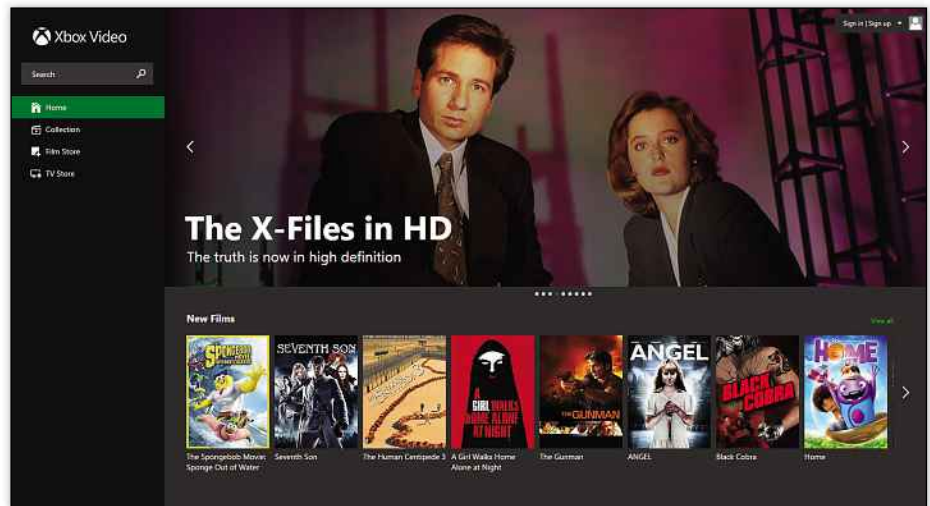 Xbox Video
Sign in | Sign up
Search
Home
Collection
Film Store
TV Store
The X-Files in HD
The truth is now in high definition
New Films
View all
SPONGEBOB
MOVIE
SEVENTH SON
A
GIRL WALKS
HOME ALONE
AT NIGHT
THE GUNMAN
ANGEL
BLACK
COBRA
HOME
The Spongebob Movie:
Sponge Out of Water
Seventh Son
The Human Centipede 3
A Girl Walks Home
Alone at Night
The Gunman
ANGEL
Black Cobra
Home